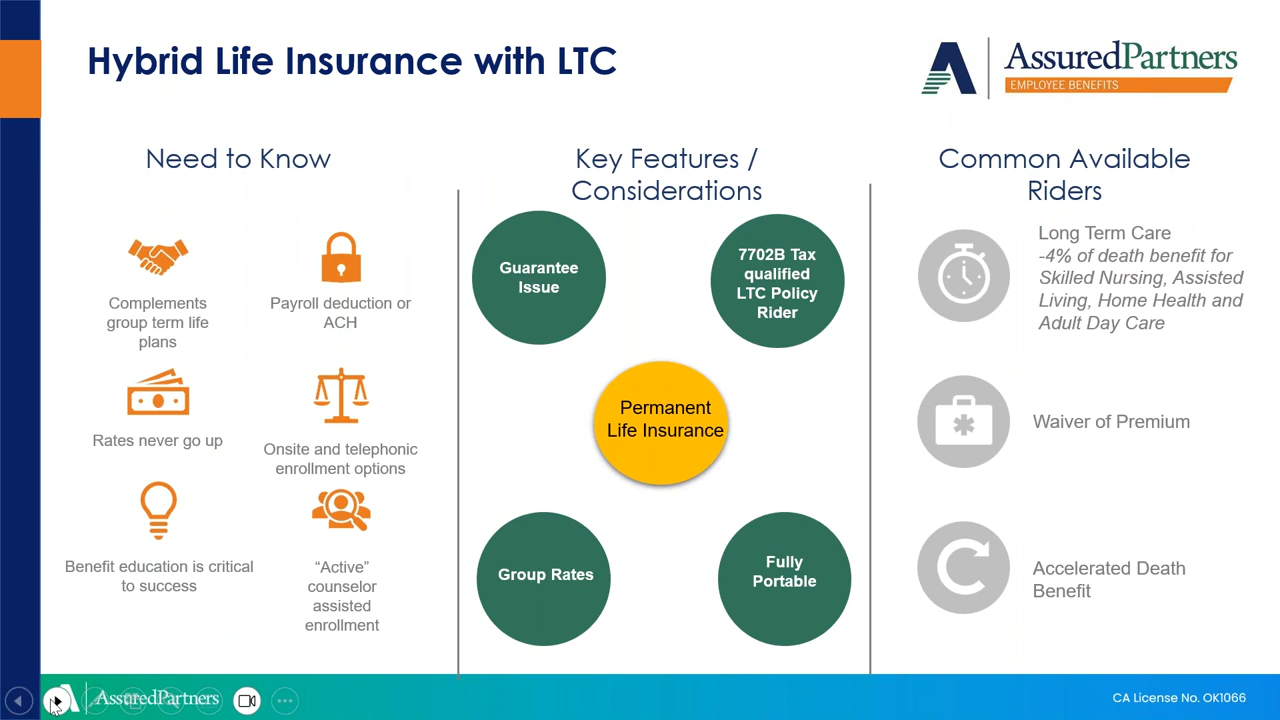 Hybrid Life Insurance with LTC
AssuredPartners
EMPLOYEE BENEFITS
Need to Know
Complements
group term life
plans
Payroll deduction or
ACH
Rates never go up
Onsite and telephonic
enrollment options
Benefit education is critical
to success
“Active”
counselor
assisted
enrollment
Key Features /
Considerations
Guarantee
Issue
7702B Tax
qualified
LTC Policy
Rider
Permanent
Life Insurance
Group Rates
Fully
Portable
Common Available
Riders
Long Term Care
-4% of death benefit for
Skilled Nursing, Assisted
Living, Home Health and
Adult Day Care
Waiver of Premium
Accelerated Death
Benefit
AssuredPartners
CA License No. OK1066